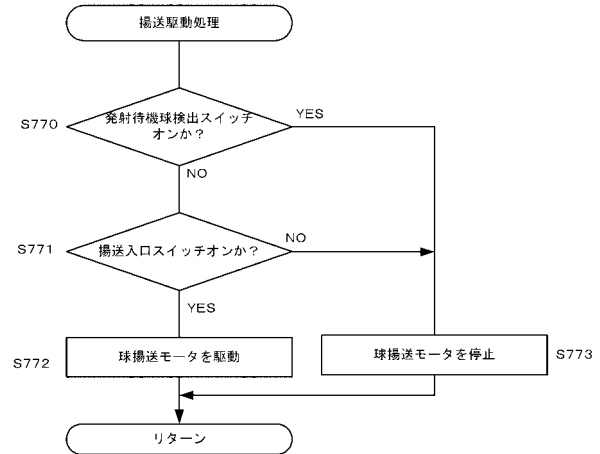 揚送駆動処理
S770
発射待機球検出スイッチ
オンか？
YES
NO
S771
揚送入口スイッチオンか？
NO
YES
S772
球揚送モータを駆動
球揚送モータを停止
S773
リターン